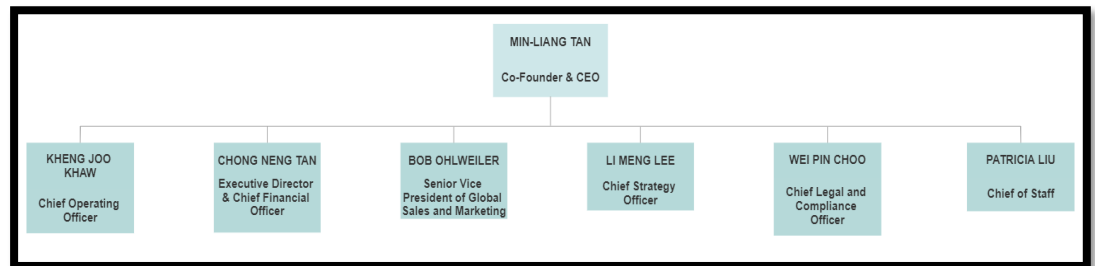 MIN-LIANG TAN
Co-Founder & CEO
KHENG JOO
KHAW
Chief Operating
Officer
CHONG NENG TAN
Executive Director
& Chief Financial
Officer
BOB OHLWEILER
Senior Vice
President of Global
Sales and Marketing
LI MENG LEE
Chief Strategy
Officer
WEI PIN CHOO
Chief Legal and
Compliance
Officer
PATRICIA LIU
Chief of Staff